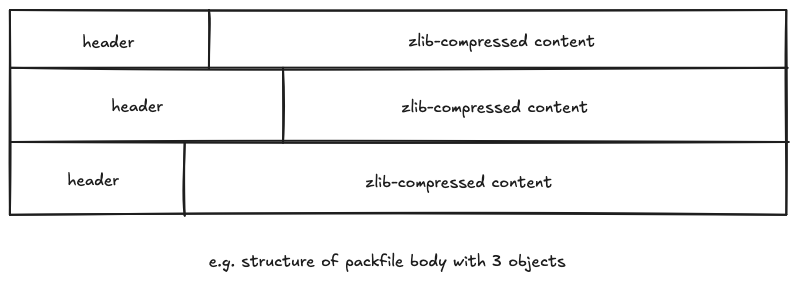 header
zlib-compressed content
header
zlib-compressed content
header
zlib-compressed content
e.g. structure of packfile body with 3 objects